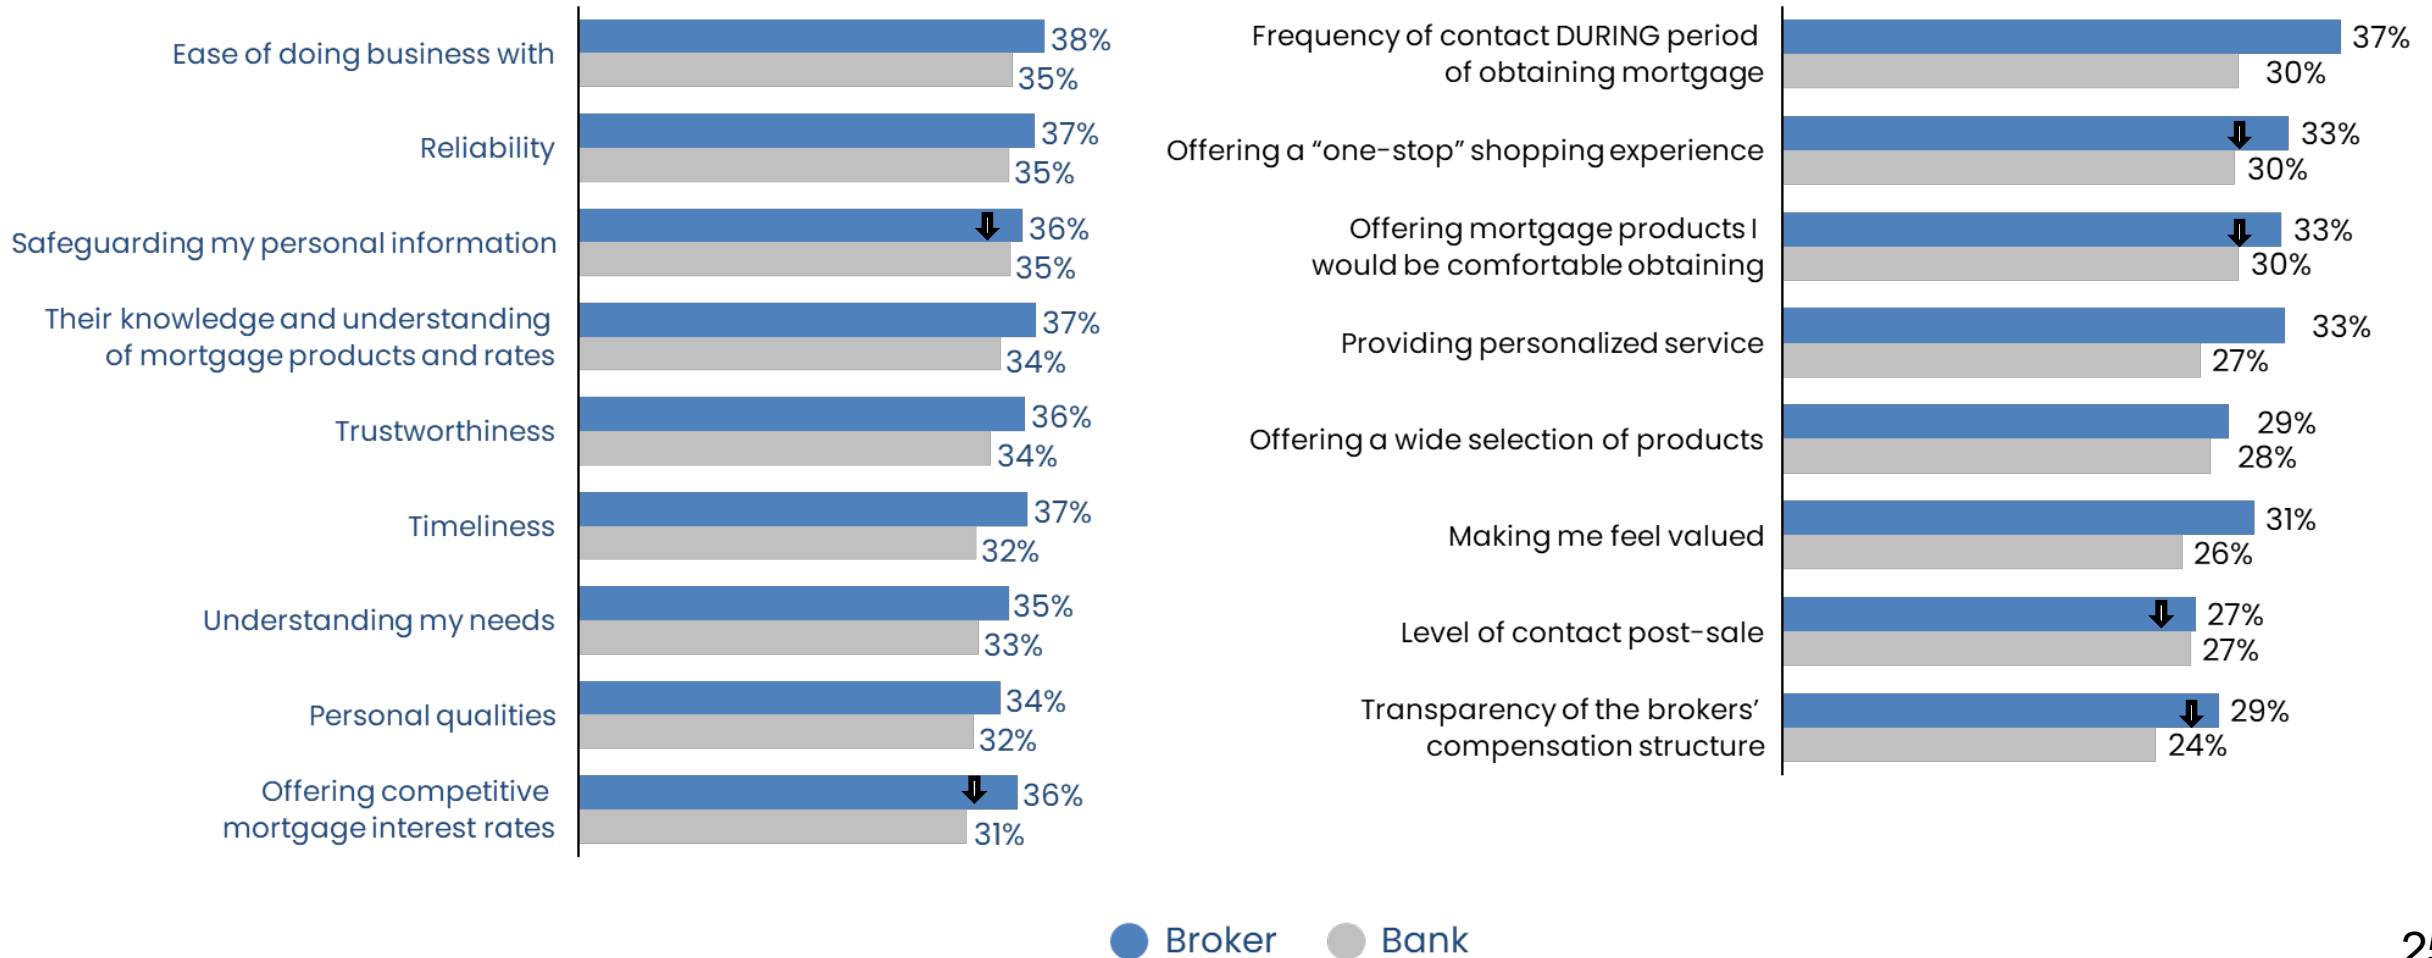 Ease of doing business with
38%
35%
Reliability
37%
35%
Safeguarding my personal information
36%
35%
Their knowledge and understanding
of mortgage products and rates
37%
34%
Trustworthiness
36%
34%
Timeliness
37%
32%
Understanding my needs
35%
33%
Personal qualities
34%
32%
Offering competitive
mortgage interest rates
36%
31%
Frequency of contact DURING period
of obtaining mortgage
37%
30%
Offering a “one-stop” shopping experience
33%
30%
Offering mortgage products I
would be comfortable obtaining
33%
30%
Providing personalized service
33%
27%
Offering a wide selection of products
29%
28%
Making me feel valued
31%
26%
Level of contact post-sale
27%
27%
Transparency of the brokers’
compensation structure
29%
24%
Broker
Bank